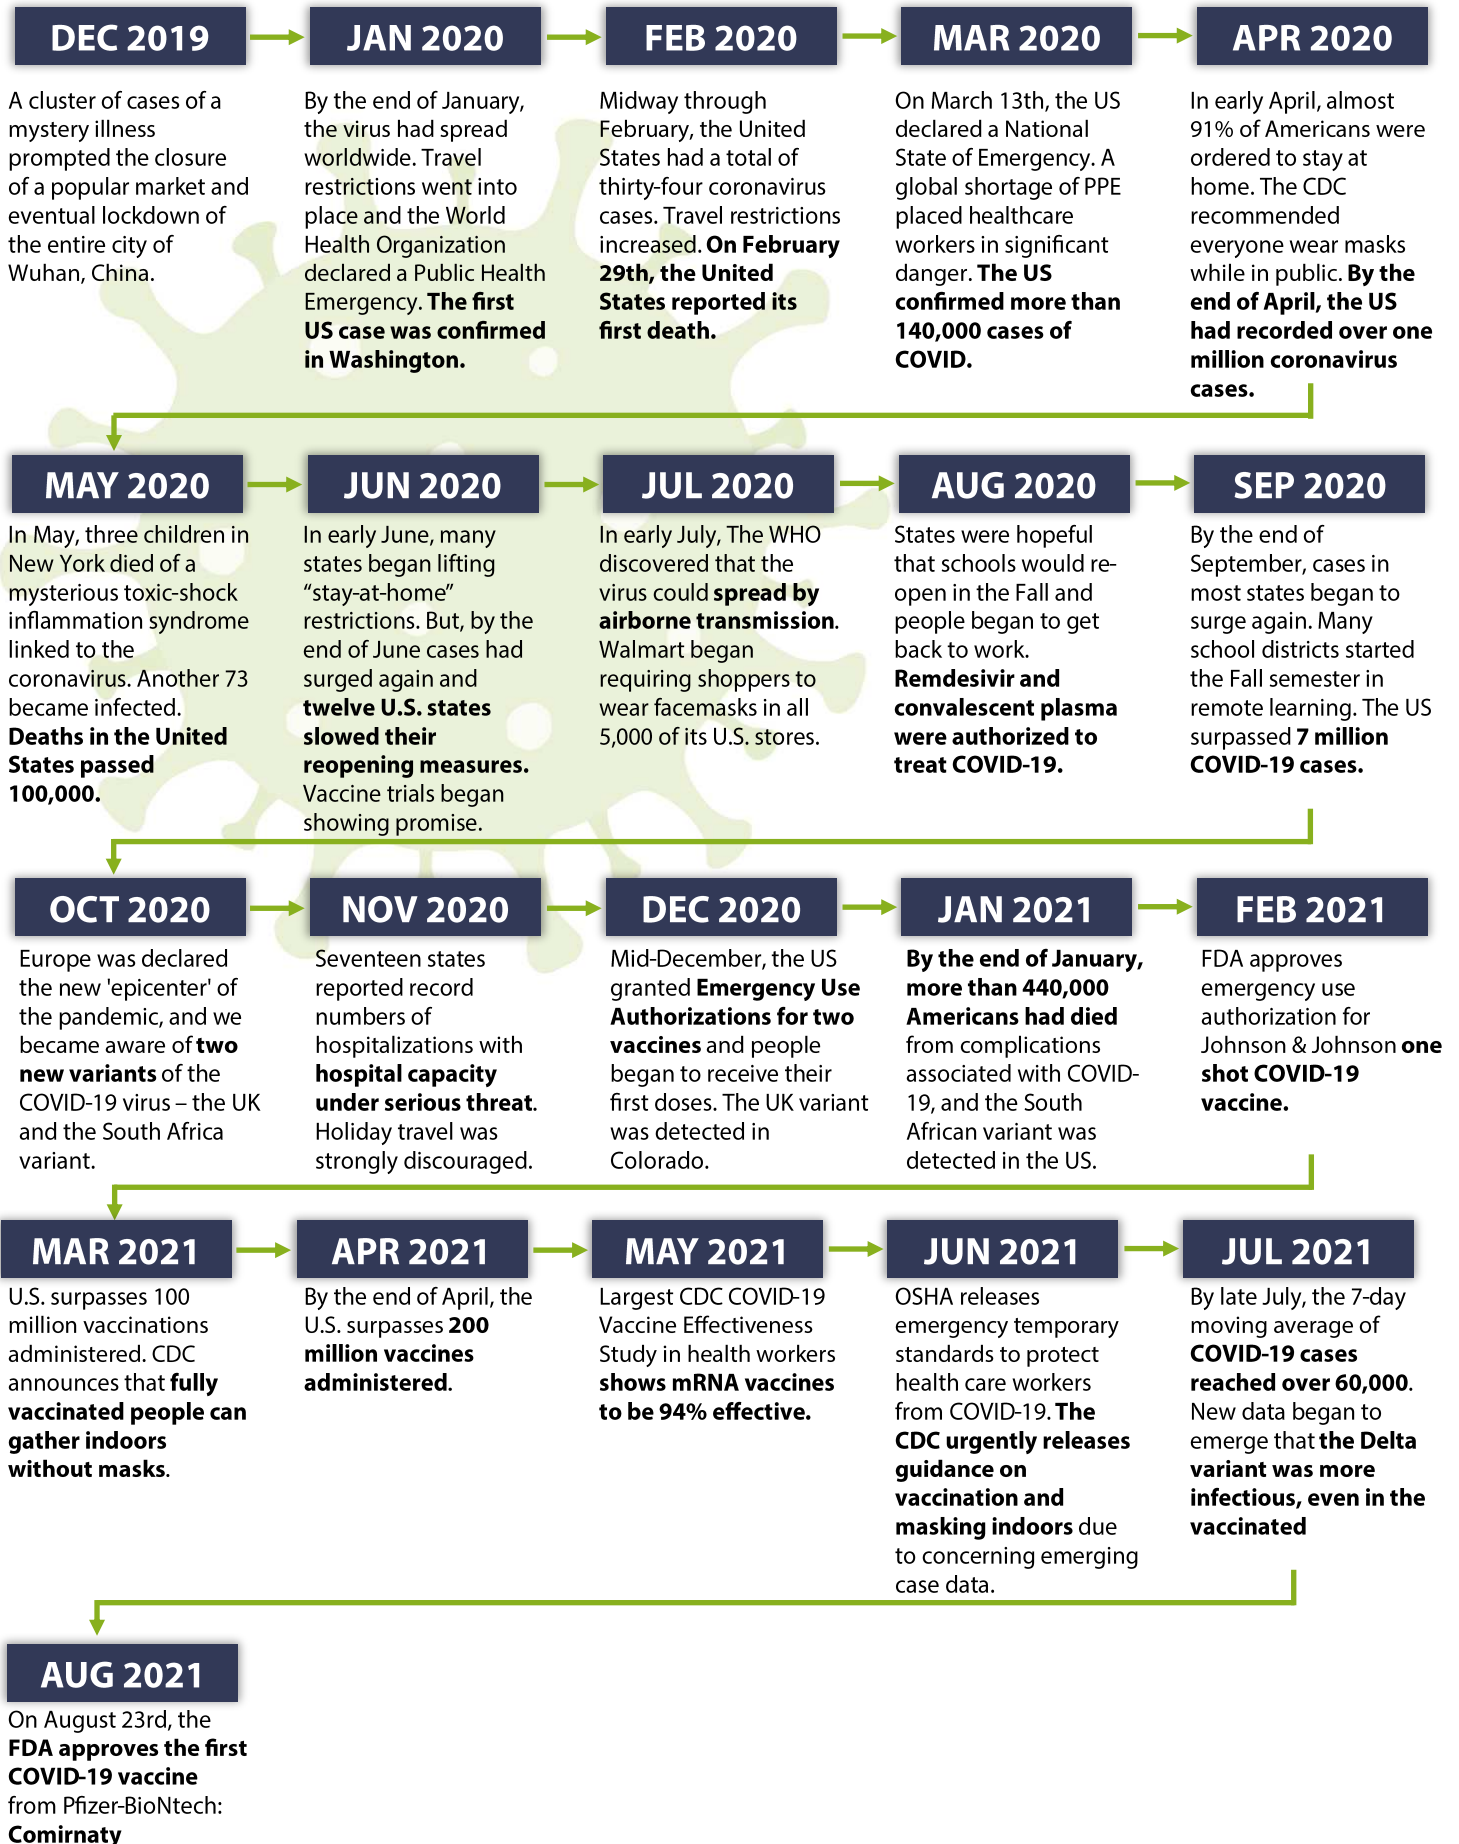 DEC 2019
A cluster of cases of a
mystery illness
prompted the closure
of a popular market and
eventual lockdown of
the entire city of
Wuhan, China.
JAN 2020
By the end of January,
the virus had spread
worldwide. Travel
restrictions went into
place and the World
Health Organization
declared a Public Health
Emergency. The first
US case was confirmed
in Washington.
FEB 2020
Midway through
February, the United
States had a total of
thirty-four coronavirus
cases. Travel restrictions
increased. On February
29th, the United
States reported its
first death.
MAR 2020
On March 13th, the US
declared a National
State of Emergency. A
global shortage of PPE
placed healthcare
workers in significant
danger. The US
confirmed more than
140,000 cases of
COVID.
APR 2020
In early April, almost
91% of Americans were
ordered to stay at
home. The CDC
recommended
everyone wear masks
while in public. By the
end of April, the US
had recorded over one
million coronavirus
cases.
MAY 2020
In May, three children in
New York died of a
mysterious toxic-shock
inflammation syndrome
linked to the
coronavirus. Another 73
became infected.
Deaths in the United
States passed
100,000.
JUN 2020
In early June, many
states began lifting
“stay-at-home”
restrictions. But, by the
end of June cases had
surged again and
twelve U.S. states
slowed their
reopening measures.
Vaccine trials began
showing promise.
JUL 2020
In early July, The WHO
discovered that the
virus could spread by
airborne transmission.
Walmart began
requiring shoppers to
wear facemasks in all
5,000 of its U.S. stores.
AUG 2020
States were hopeful
that schools would re-
open in the Fall and
people began to get
back to work.
Remdesivir and
convalescent plasma
were authorized to
treat COVID-19.
SEP 2020
By the end of
September, cases in
most states began to
surge again. Many
school districts started
the Fall semester in
remote learning. The US
surpassed 7 million
COVID-19 cases.
OCT 2020
Europe was declared
the new 'epicenter' of
the pandemic, and we
became aware of two
new variants of the
COVID-19 virus – the UK
and the South Africa
variant.
NOV 2020
Seventeen states
reported record
numbers of
hospitalizations with
hospital capacity
under serious threat.
Holiday travel was
strongly discouraged.
DEC 2020
Mid-December, the US
granted Emergency Use
Authorizations for two
vaccines and people
began to receive their
first doses. The UK variant
was detected in
Colorado.
JAN 2021
By the end of January,
more than 440,000
Americans had died
from complications
associated with COVID-
19, and the South
African variant was
detected in the US.
FEB 2021
FDA approves
emergency use
authorization for
Johnson & Johnson one
shot COVID-19
vaccine.
MAR 2021
U.S. surpasses 100
million vaccinations
administered. CDC
announces that fully
vaccinated people can
gather indoors
without masks.
APR 2021
By the end of April, the
U.S. surpasses 200
million vaccines
administered.
MAY 2021
Largest CDC COVID-19
Vaccine Effectiveness
Study in health workers
shows mRNA vaccines
to be 94% effective.
JUN 2021
OSHA releases
emergency temporary
standards to protect
health care workers
from COVID-19. The
CDC urgently releases
guidance on
vaccination and
masking indoors due
to concerning emerging
case data.
JUL 2021
By late July, the 7-day
moving average of
COVID-19 cases
reached over 60,000.
New data began to
emerge that the Delta
variant was more
infectious, even in the
vaccinated
AUG 2021
On August 23rd, the
FDA approves the first
COVID-19 vaccine
from Pfizer-BioNtech:
Comirnaty